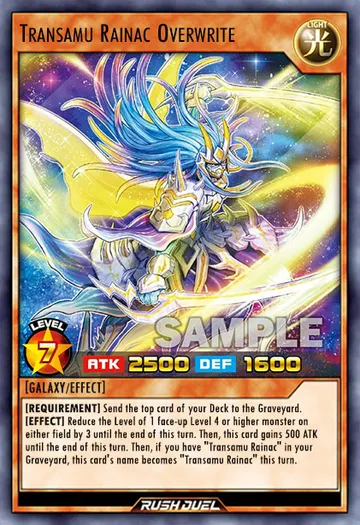 Transamu Rainac Overwrite
LIGHT
光
SAMPLE
LEVEL
7
ATK 2500 DEF 1600
[GALAXY/EFFECT]
[REQUIREMENT] Send the top card of your Deck to the Graveyard.
[EFFECT] Reduce the Level of 1 face-up Level 4 or higher monster on
either field by 3 until the end of this turn. Then, this card gains 500 ATK
until the end of this turn. Then, if you have "Transamu Rainac" in
your Graveyard, this card's name becomes "Transamu Rainac" this turn.
RUSH DUEL